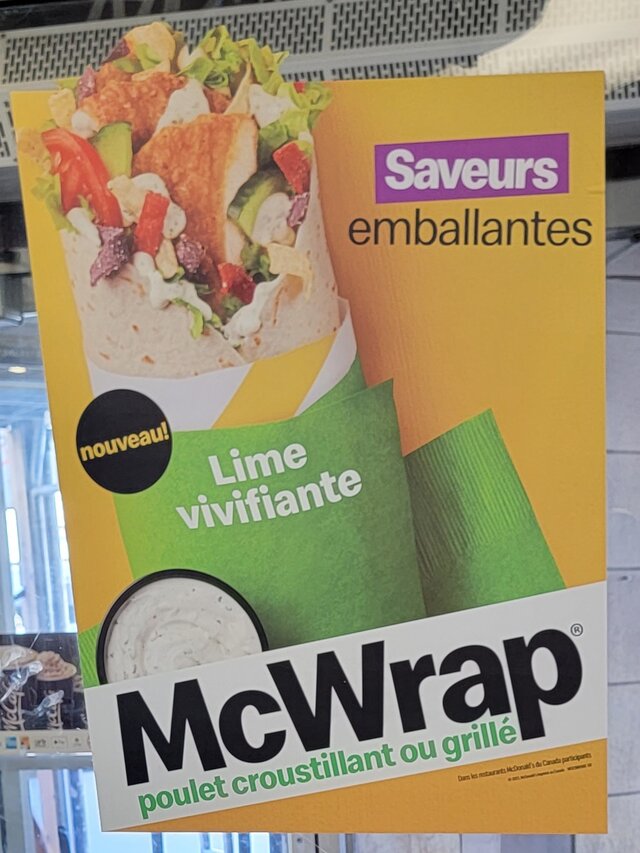 Saveurs
emballantes
nouveau!
Lime
vivifiante
McWrap®
poulet croustillant ou grillé
Dans les restaurants McDonald's du Canada participants